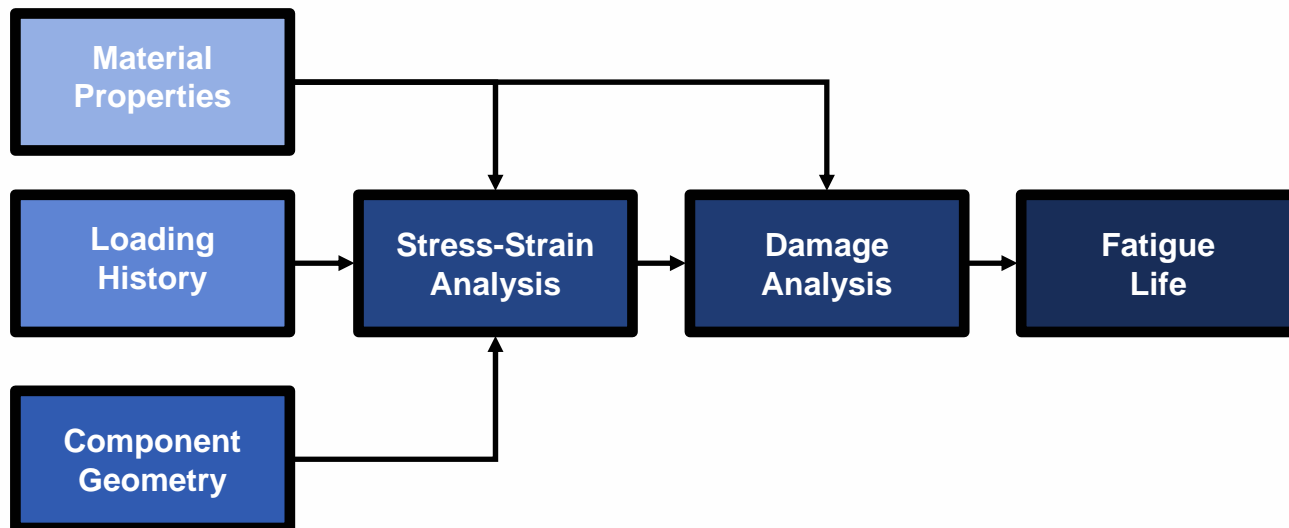 Material
Properties
Loading
History
Stress-Strain
Analysis
Damage
Analysis
Fatigue
Life
Component
Geometry